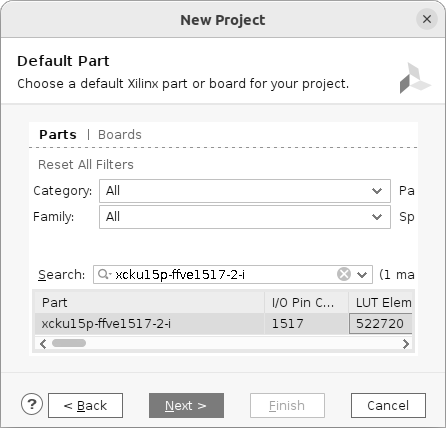 New Project
Default Part
Choose a default Xilinx part or board for your project.
Parts | Boards
Reset All Filters
Category: All Pa
Family: All Sp
Search: xcku15p-ffve1517-2-i (1 ma
Part I/O Pin C... LUT Elem
xcku15p-ffve1517-2-i 1517 522720
? < Back Next > Finish Cancel